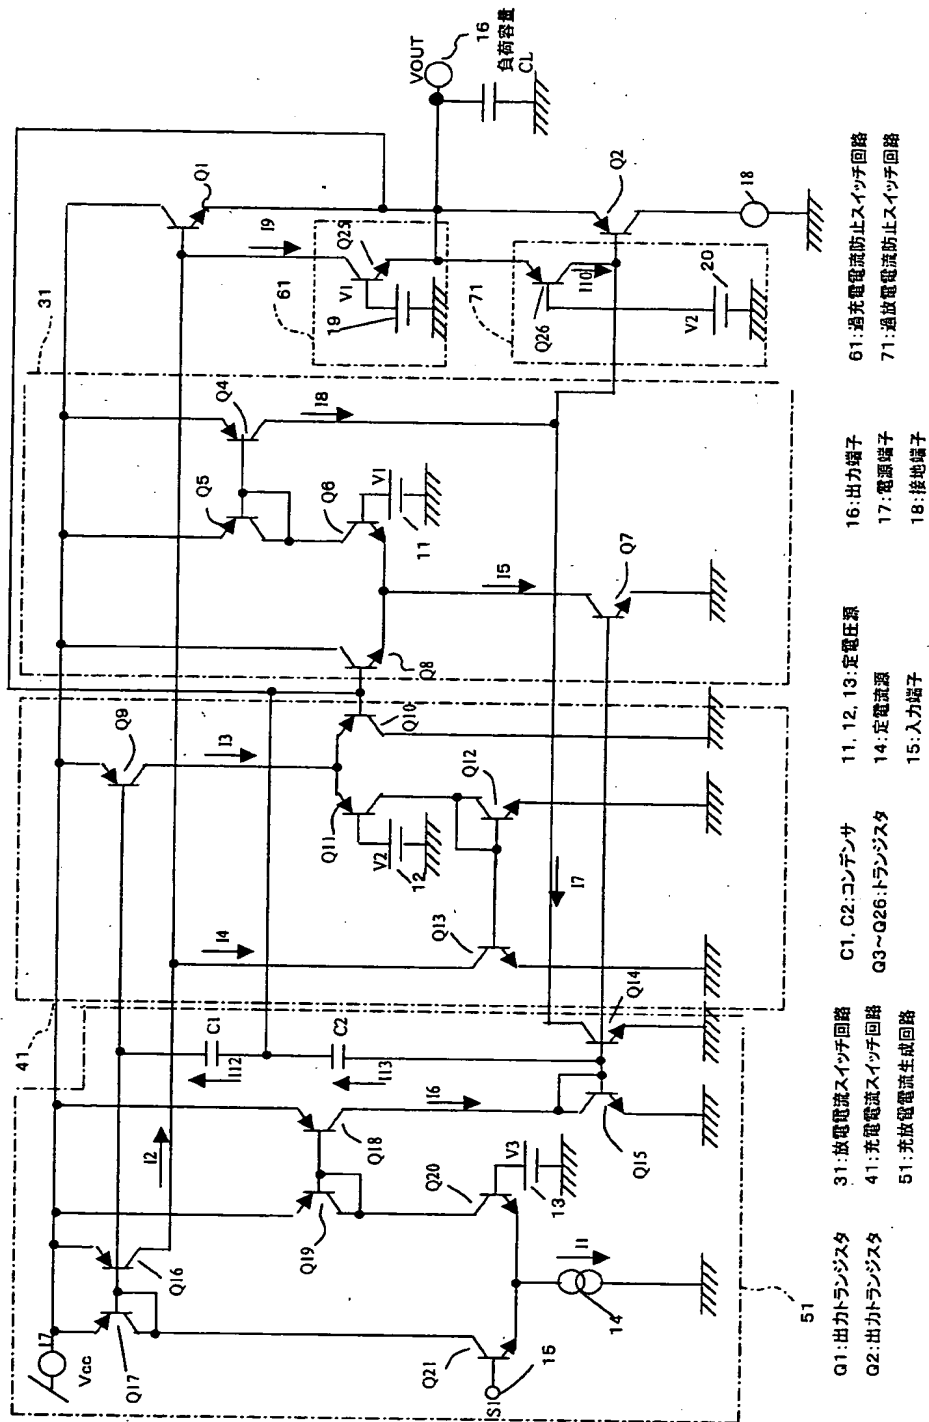 VOUT
16
負荷容量
CL
Q1
I9
Q25
61
V1
19
31
Q2
18
71
Q26
I10
20
V2
Q4
I8
Q5
Q6
V1
11
I5
Q7
Q8
Q9
I3
Q10
Q11
Q12
V2
12
I7
I4
Q13
Q14
41
C1
C2
I12
I13
I2
I16
Q18
Q15
V3
Q19
Q20
13
Q16
I1
14
51
17
Vcc
Q17
Q21
15
S1
Q1:出力トランジスタ
Q2:出力トランジスタ
31:放電電流スイッチ回路
41:充電電流スイッチ回路
51:充放電電流生成回路
C1, C2:コンデンサ
Q3~Q26:トランジスタ
11, 12, 13:定電圧源
14:定電流源
15:入力端子
16:出力端子
17:電源端子
18:接地端子
61:過充電電流防止スイッチ回路
71:過放電電流防止スイッチ回路